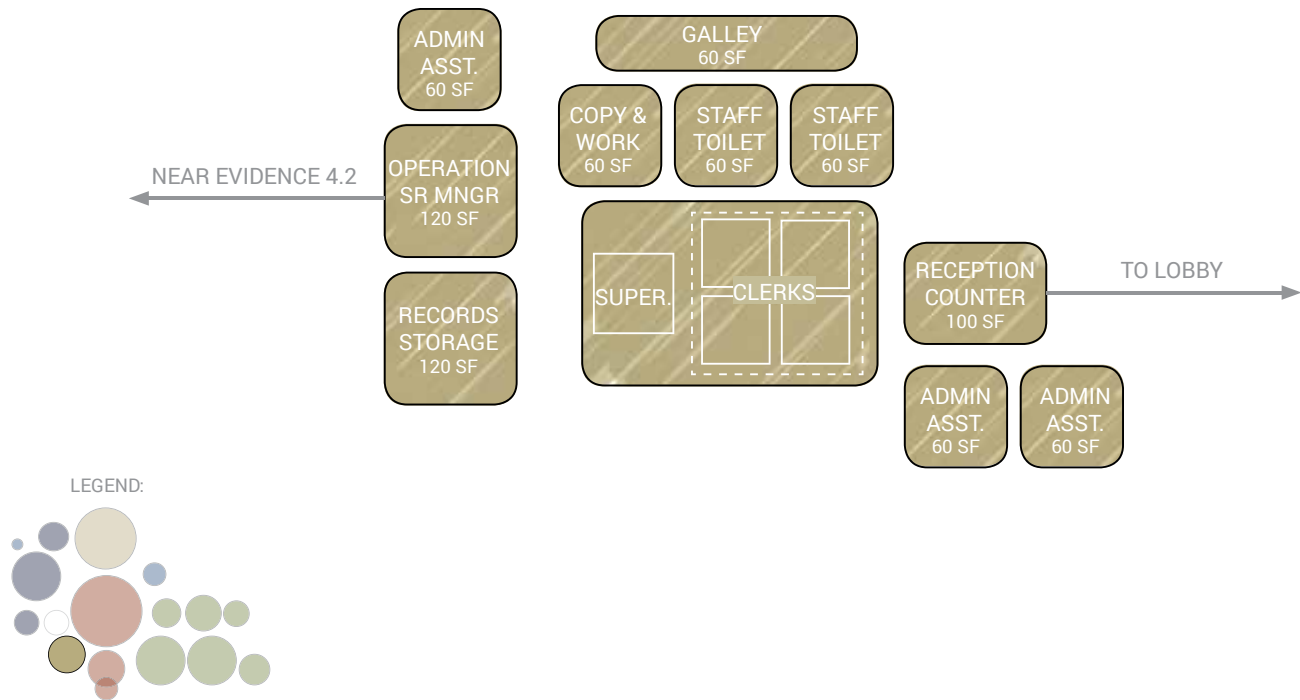 ADMIN
ASST.
60 SF
GALLEY
60 SF
COPY &
WORK
60 SF
STAFF
TOILET
60 SF
STAFF
TOILET
60 SF
NEAR EVIDENCE 4.2
OPERATION
SR MNGR
120 SF
SUPER.
CLERKS
RECEPTION
COUNTER
100 SF
TO LOBBY
RECORDS
STORAGE
120 SF
ADMIN
ASST.
60 SF
ADMIN
ASST.
60 SF
LEGEND: